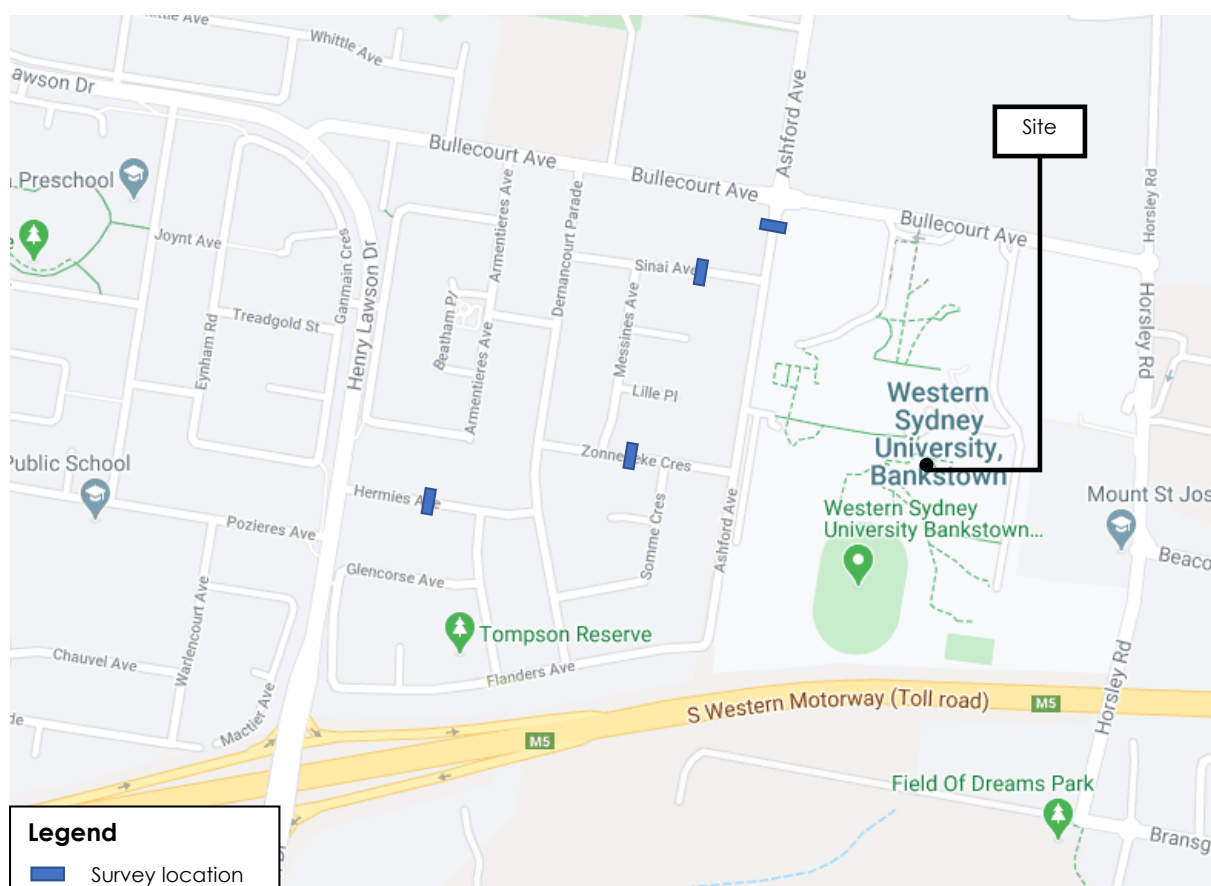 Whittle Ave
Whittle Ave
Lawson Dr
Ashford Ave
Site
Bullecourt Ave
Bullecourt Ave
Bullecourt Ave
Horsley Rd
Preschool
Joynt Ave
Ganmain Cres
Henry Lawson Dr
Armentieres Ave
Dernancourt Parade
Sinai Ave
Messines Ave
Horsley Rd
Treadgold St
Eynham Rd
Beatham Pl
Armentieres Ave
Lille Pl
Western
Sydney
University,
Bankstown
Public School
Zonnebeke Cres
Hermies Ave
Pozieres Ave
Somme Cres
Ashford Ave
Western Sydney
University Bankstown...
Mount St Jos
Beaco
Glencorse Ave
Warlencourt Ave
Tompson Reserve
Chauvel Ave
Flanders Ave
Mactier Ave
Horsley Rd
S Western Motorway (Toll road)
M5
M5
Field Of Dreams Park
Bransg
Legend
Survey location